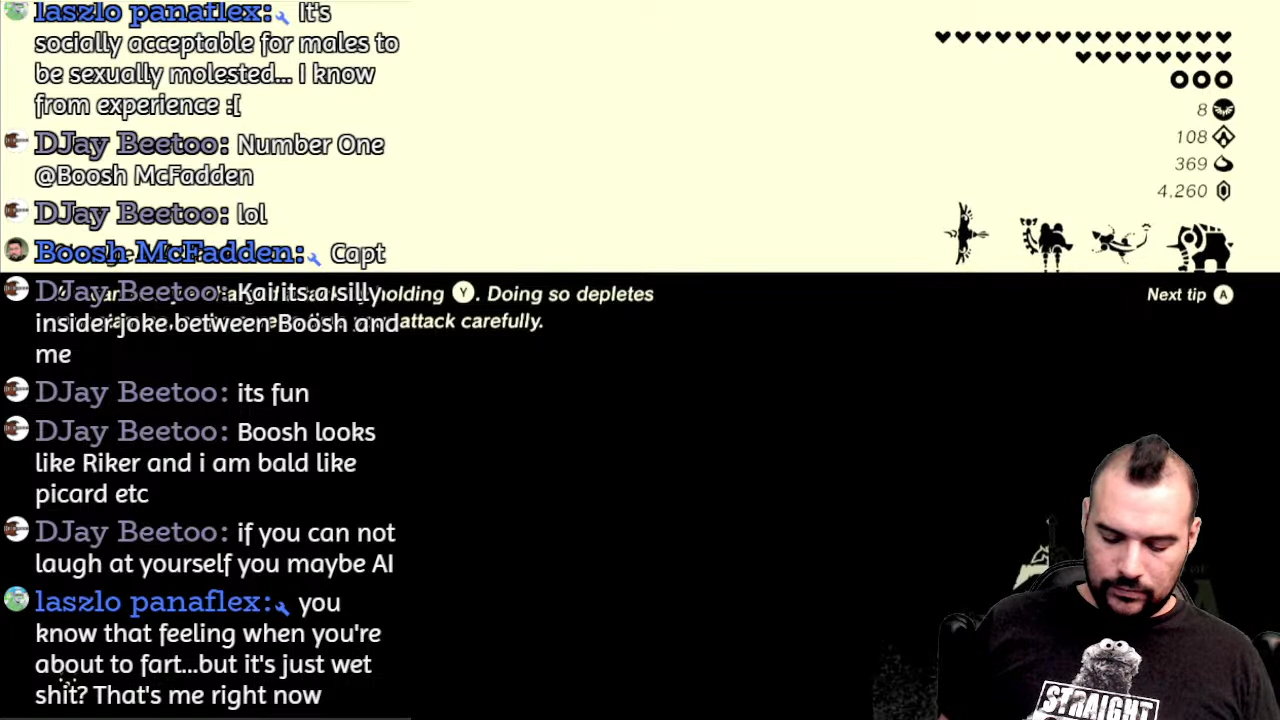 laszlo panaflex: It's
socially acceptable for males to
be sexually molested... I know
from experience :[
DJay Beetoo: Number One
@Boosh McFadden
DJay Beetoo: lol
Boosh McFadden: Capt
DJay Beetoo: Kai itsa silly
insider joke between Boosh and
me
DJay Beetoo: its fun
DJay Beetoo: Boosh looks
like Riker and i am bald like
picard etc
DJay Beetoo: if you can not
laugh at yourself you maybe AI
laszlo panaflex: you
know that feeling when you're
about to fart...but it's just wet
shit? That's me right now
8
108
369
4,260
holding Y. Doing so depletes
attack carefully.
Next tip A
STRAIGHT